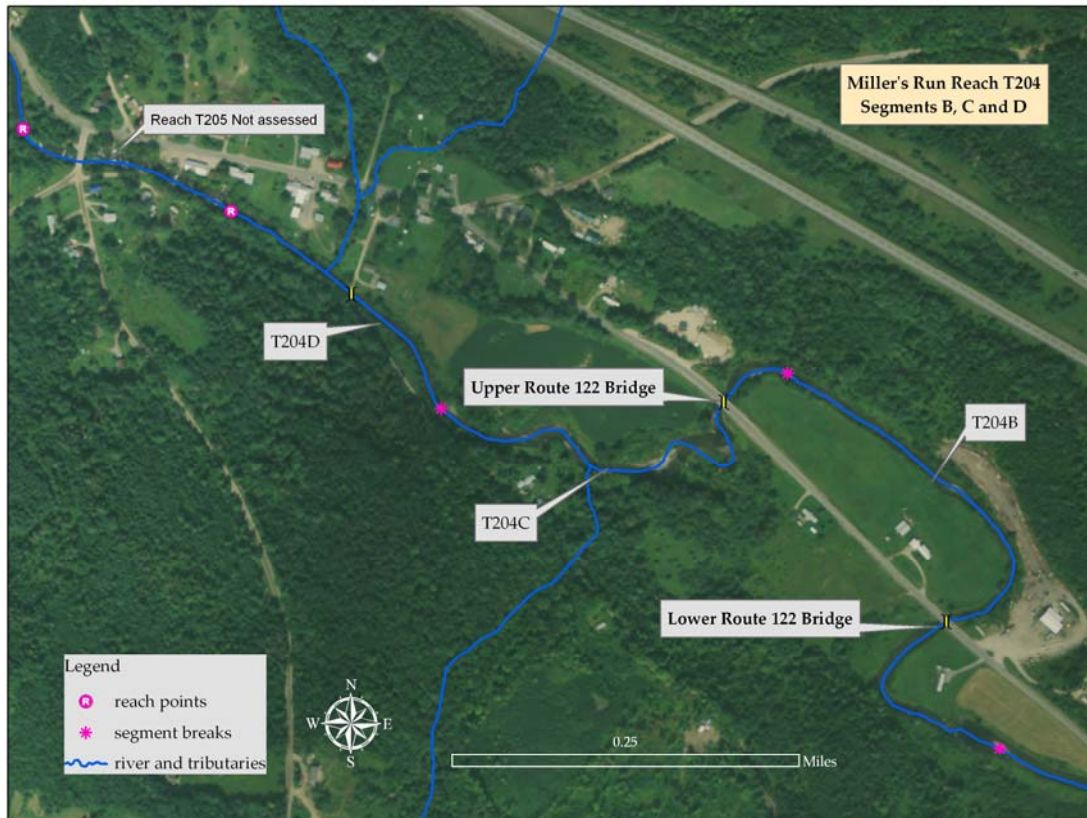 Miller's Run Reach T204
Segments B, C and D
Reach T205 Not assessed
R
R
T204D
Upper Route 122 Bridge
T204B
T204C
Lower Route 122 Bridge
Legend
R reach points
segment breaks
river and tributaries
N
W E
S
0.25
Miles